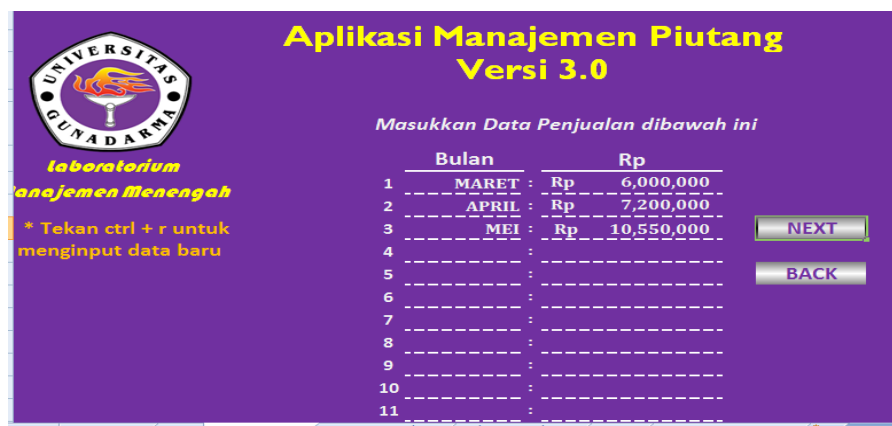 Aplikasi Manajemen Piutang
Versi 3.0
UNIVERSITAS
GUNADARMA
Laboratorium
anajemen Menengah
* Tekan ctrl + r untuk
menginput data baru
Masukkan Data Penjualan dibawah ini
Bulan Rp
1 MARET : Rp 6,000,000
2 APRIL : Rp 7,200,000
3 MEI : Rp 10,550,000
4 :
5 :
6 :
7 :
8 :
9 :
10 :
11 :
NEXT
BACK